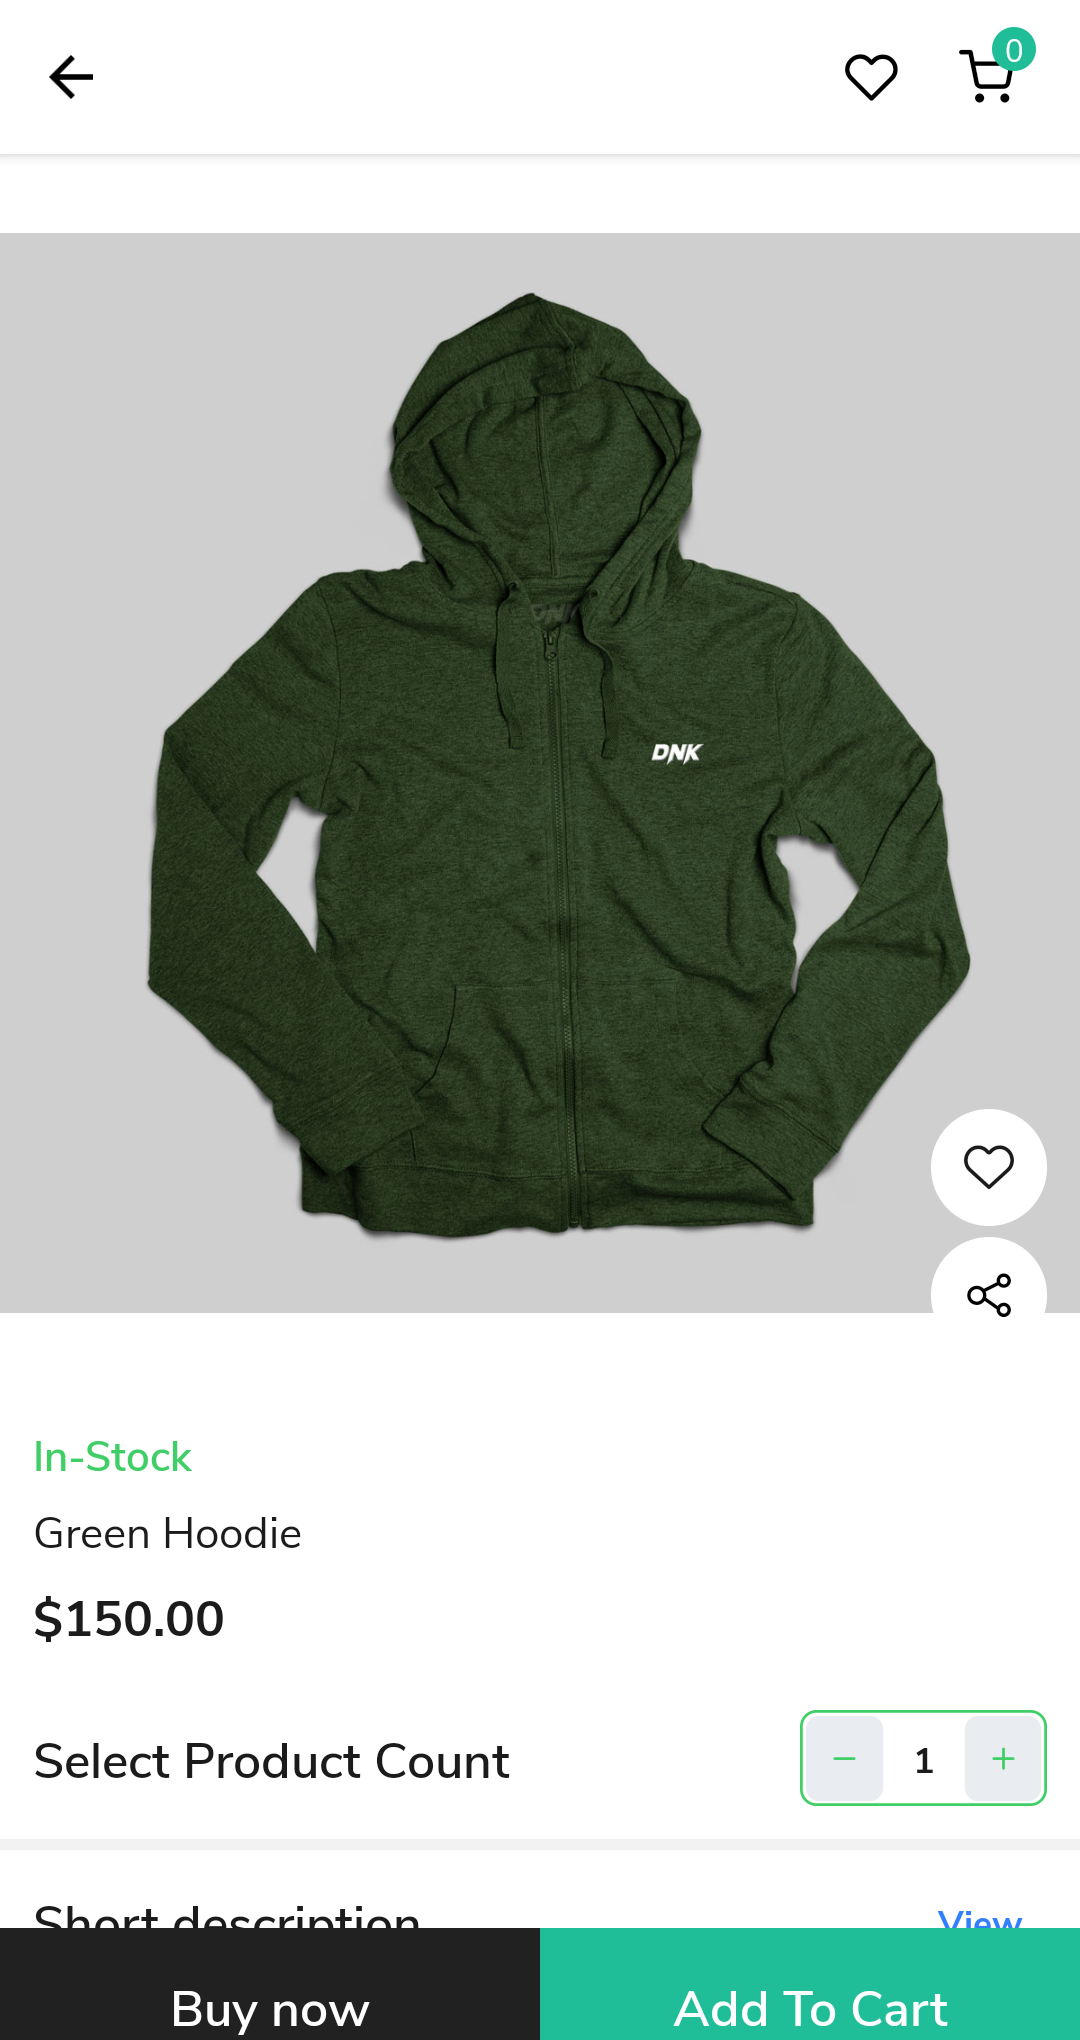 0
DNK
DNK
In-Stock
Green Hoodie
$150.00
Select Product Count
− 1 +
Short description View
Buy now Add To Cart